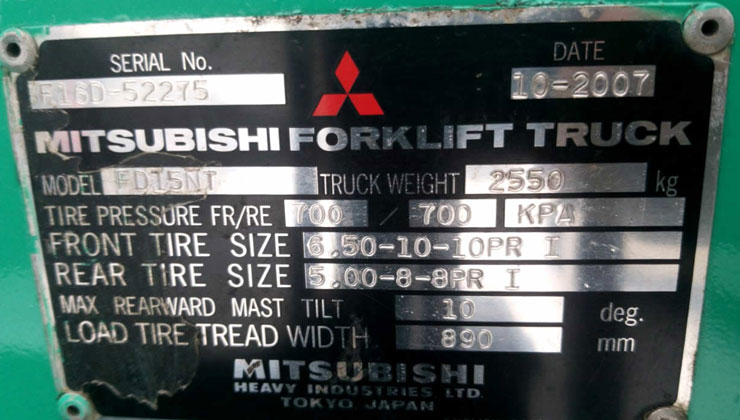 SERIAL No.
F16D-52275
DATE
10-2007
MITSUBISHI FORKLIFT TRUCK
MODEL FD15NT TRUCK WEIGHT 2550 kg
TIRE PRESSURE FR/RE 700 / 700 KPA
FRONT TIRE SIZE 6.50-10-10PR I
REAR TIRE SIZE 5.00-8-8PR I
MAX REARWARD MAST TILT 10 deg.
LOAD TIRE TREAD WIDTH 890 mm
MITSUBISHI
HEAVY INDUSTRIES LTD.
TOKYO, JAPAN